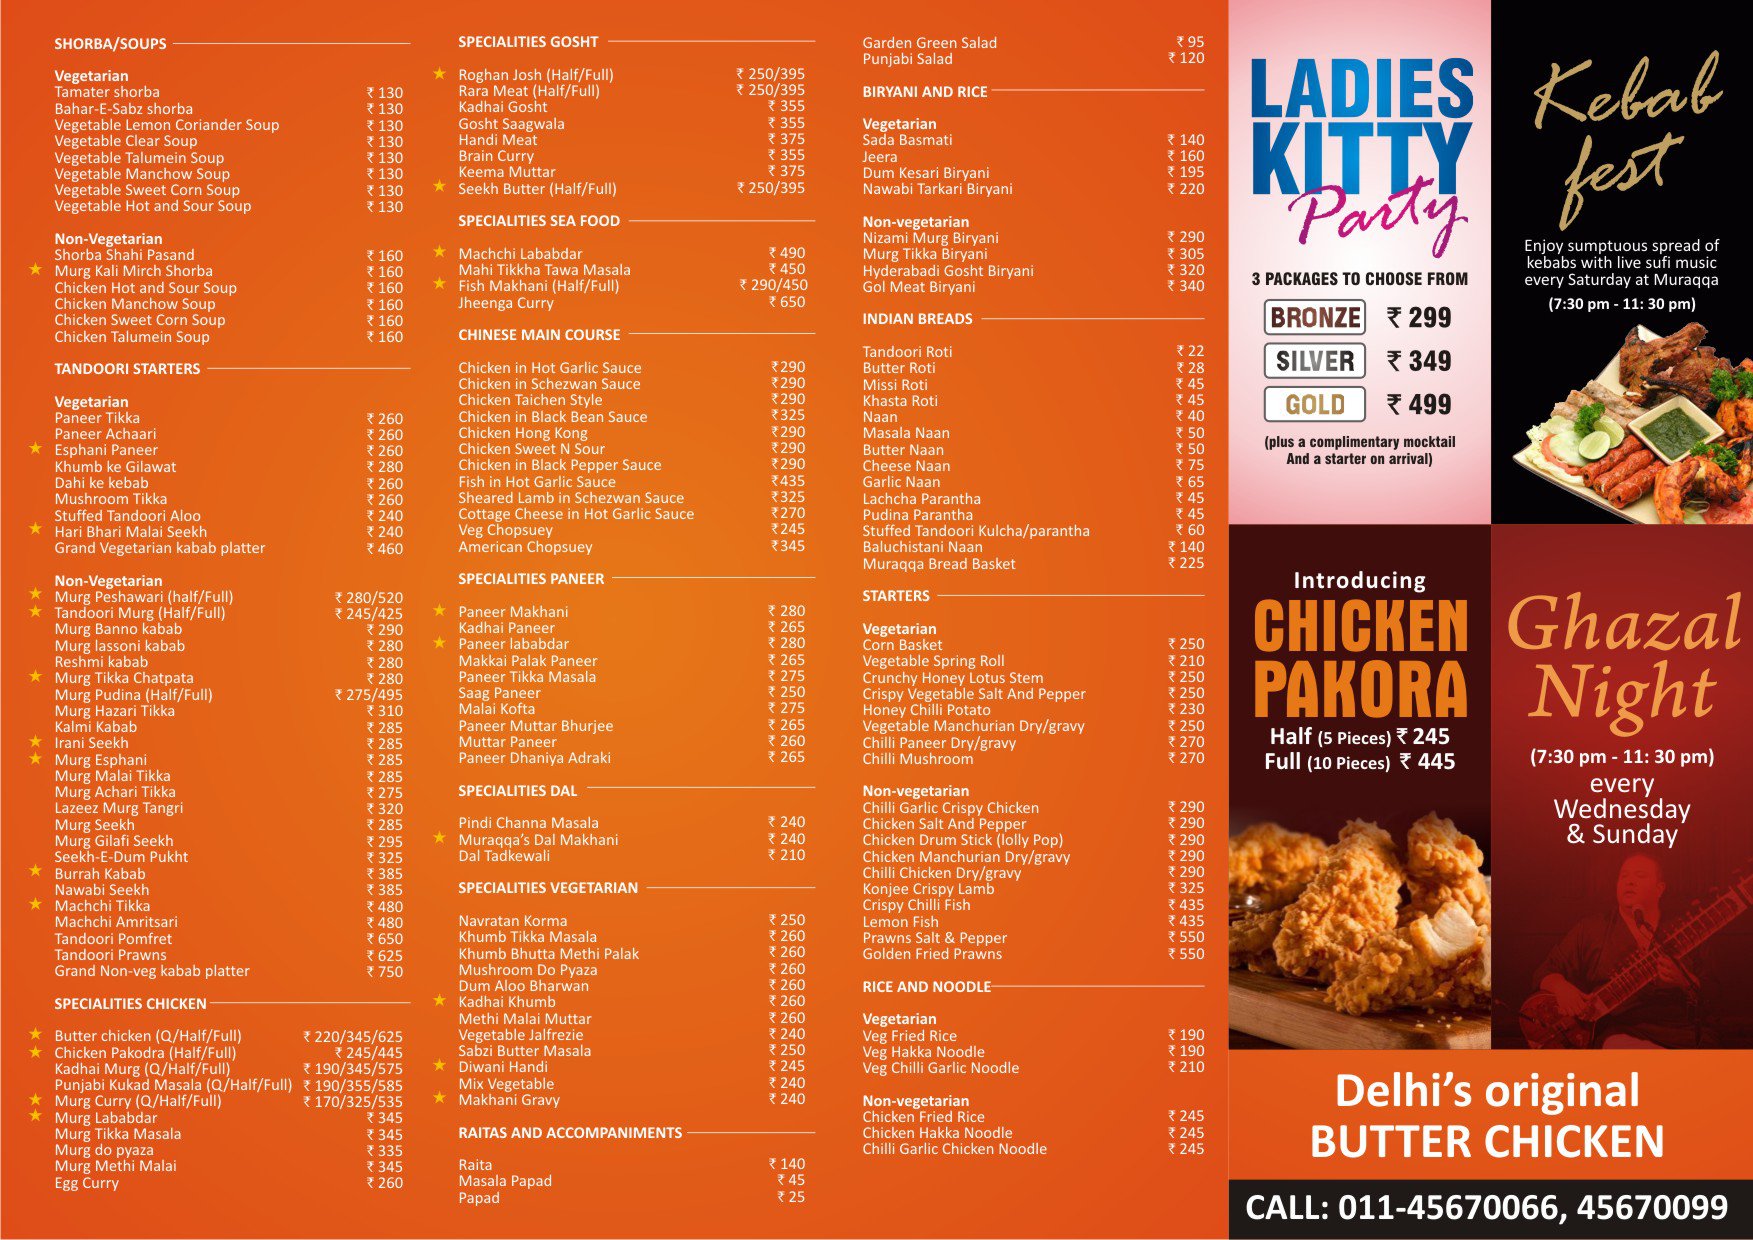 SHORBA/SOUPS
Vegetarian
Tamater shorba ₹ 130
Bahar-E-Sabz shorba ₹ 130
Vegetable Lemon Coriander Soup ₹ 130
Vegetable Clear Soup ₹ 130
Vegetable Talumein Soup ₹ 130
Vegetable Manchow Soup ₹ 130
Vegetable Sweet Corn Soup ₹ 130
Vegetable Hot and Sour Soup ₹ 130
Non-Vegetarian
Shorba Shahi Pasand ₹ 160
Murg Kali Mirch Shorba ₹ 160
Chicken Hot and Sour Soup ₹ 160
Chicken Manchow Soup ₹ 160
Chicken Sweet Corn Soup ₹ 160
Chicken Talumein Soup ₹ 160
TANDOORI STARTERS
Vegetarian
Paneer Tikka ₹ 260
Paneer Achaari ₹ 260
Esphani Paneer ₹ 260
Khumb ke Gilawat ₹ 280
Dahi ke kebab ₹ 260
Mushroom Tikka ₹ 260
Stuffed Tandoori Aloo ₹ 240
Hari Bhari Malai Seekh ₹ 240
Grand Vegetarian kabab platter ₹ 460
Non-Vegetarian
Murg Peshawari (half/Full) ₹ 280/520
Tandoori Murg (Half/Full) ₹ 245/425
Murg Banno kabab ₹ 290
Murg lassoni kabab ₹ 280
Reshmi kabab ₹ 280
Murg Tikka Chatpata ₹ 280
Murg Pudina (Half/Full) ₹ 275/495
Murg Hazari Tikka ₹ 310
Kalmi Kabab ₹ 285
Irani Seekh ₹ 285
Murg Esphani ₹ 285
Murg Malai Tikka ₹ 285
Murg Achari Tikka ₹ 275
Lazeez Murg Tangri ₹ 320
Murg Seekh ₹ 285
Murg Gilafi Seekh ₹ 295
Seekh-E-Dum Pukht ₹ 325
Burrah Kabab ₹ 385
Nawabi Seekh ₹ 385
Machchi Tikka ₹ 480
Machchi Amritsari ₹ 480
Tandoori Pomfret ₹ 650
Tandoori Prawns ₹ 625
Grand Non-veg kabab platter ₹ 750
SPECIALITIES CHICKEN
Butter chicken (Q/Half/Full) ₹ 220/345/625
Chicken Pakodra (Half/Full) ₹ 245/445
Kadhai Murg (Q/Half/Full) ₹ 190/345/575
Punjabi Kukad Masala (Q/Half/Full) ₹ 190/355/585
Murg Curry (Q/Half/Full) ₹ 170/325/535
Murg Lababdar ₹ 345
Murg Tikka Masala ₹ 345
Murg do pyaza ₹ 335
Murg Methi Malai ₹ 345
Egg Curry ₹ 260
SPECIALITIES GOSHT
Roghan Josh (Half/Full) ₹ 250/395
Rara Meat (Half/Full) ₹ 250/395
Kadhai Gosht ₹ 355
Gosht Saagwala ₹ 355
Handi Meat ₹ 375
Brain Curry ₹ 355
Keema Muttar ₹ 375
Seekh Butter (Half/Full) ₹ 250/395
SPECIALITIES SEA FOOD
Machchi Lababdar ₹ 490
Mahi Tikkha Tawa Masala ₹ 450
Fish Makhani (Half/Full) ₹ 290/450
Jheenga Curry ₹ 650
CHINESE MAIN COURSE
Chicken in Hot Garlic Sauce ₹290
Chicken in Schezwan Sauce ₹290
Chicken Taichen Style ₹290
Chicken in Black Bean Sauce ₹325
Chicken Hong Kong ₹290
Chicken Sweet N Sour ₹290
Chicken in Black Pepper Sauce ₹290
Fish in Hot Garlic Sauce ₹435
Sheared Lamb in Schezwan Sauce ₹325
Cottage Cheese in Hot Garlic Sauce ₹270
Veg Chopsuey ₹245
American Chopsuey ₹345
SPECIALITIES PANEER
Paneer Makhani ₹ 280
Kadhai Paneer ₹ 265
Paneer lababdar ₹ 280
Makkai Palak Paneer ₹ 265
Paneer Tikka Masala ₹ 275
Saag Paneer ₹ 250
Malai Kofta ₹ 275
Paneer Muttar Bhurjee ₹ 265
Muttar Paneer ₹ 260
Paneer Dhaniya Adraki ₹ 265
SPECIALITIES DAL
Pindi Channa Masala ₹ 240
Muraqqa's Dal Makhani ₹ 240
Dal Tadkewali ₹ 210
SPECIALITIES VEGETARIAN
Navratan Korma ₹ 250
Khumb Tikka Masala ₹ 260
Khumb Bhutta Methi Palak ₹ 260
Mushroom Do Pyaza ₹ 260
Dum Aloo Bharwan ₹ 260
Kadhai Khumb ₹ 260
Methi Malai Muttar ₹ 260
Vegetable Jalfrezie ₹ 240
Sabzi Butter Masala ₹ 250
Diwani Handi ₹ 245
Mix Vegetable ₹ 240
Makhani Gravy ₹ 240
RAITAS AND ACCOMPANIMENTS
Raita ₹ 140
Masala Papad ₹ 45
Papad ₹ 25
Garden Green Salad ₹ 95
Punjabi Salad ₹ 120
BIRYANI AND RICE
Vegetarian
Sada Basmati ₹ 140
Jeera ₹ 160
Dum Kesari Biryani ₹ 195
Nawabi Tarkari Biryani ₹ 220
Non-vegetarian
Nizami Murg Biryani ₹ 290
Murg Tikka Biryani ₹ 305
Hyderabadi Gosht Biryani ₹ 320
Gol Meat Biryani ₹ 340
INDIAN BREADS
Tandoori Roti ₹ 22
Butter Roti ₹ 28
Missi Roti ₹ 45
Khasta Roti ₹ 45
Naan ₹ 40
Masala Naan ₹ 50
Butter Naan ₹ 50
Cheese Naan ₹ 75
Garlic Naan ₹ 65
Lachcha Parantha ₹ 45
Pudina Parantha ₹ 45
Stuffed Tandoori Kulcha/parantha ₹ 60
Baluchistani Naan ₹ 140
Muraqqa Bread Basket ₹ 225
STARTERS
Vegetarian
Corn Basket ₹ 250
Vegetable Spring Roll ₹ 210
Crunchy Honey Lotus Stem ₹ 250
Crispy Vegetable Salt And Pepper ₹ 250
Honey Chilli Potato ₹ 230
Vegetable Manchurian Dry/gravy ₹ 250
Chilli Paneer Dry/gravy ₹ 270
Chilli Mushroom ₹ 270
Non-vegetarian
Chilli Garlic Crispy Chicken ₹ 290
Chicken Salt And Pepper ₹ 290
Chicken Drum Stick (lolly Pop) ₹ 290
Chicken Manchurian Dry/gravy ₹ 290
Chilli Chicken Dry/gravy ₹ 290
Konjee Crispy Lamb ₹ 325
Crispy Chilli Fish ₹ 435
Lemon Fish ₹ 435
Prawns Salt & Pepper ₹ 550
Golden Fried Prawns ₹ 550
RICE AND NOODLE
Vegetarian
Veg Fried Rice ₹ 190
Veg Hakka Noodle ₹ 190
Veg Chilli Garlic Noodle ₹ 210
Non-vegetarian
Chicken Fried Rice ₹ 245
Chicken Hakka Noodle ₹ 245
Chilli Garlic Chicken Noodle ₹ 245
LADIES
KITTY
Party
3 PACKAGES TO CHOOSE FROM
BRONZE ₹ 299
SILVER ₹ 349
GOLD ₹ 499
(plus a complimentary mocktail
And a starter on arrival)
Kebab
fest
Enjoy sumptuous spread of
kebabs with live sufi music
every Saturday at Muraqqa
(7:30 pm - 11: 30 pm)
Introducing
CHICKEN
PAKORA
Half (5 Pieces) ₹ 245
Full (10 Pieces) ₹ 445
Ghazal
Night
(7:30 pm - 11: 30 pm)
every
Wednesday
& Sunday
Delhi's original
BUTTER CHICKEN
CALL: 011-45670066, 45670099